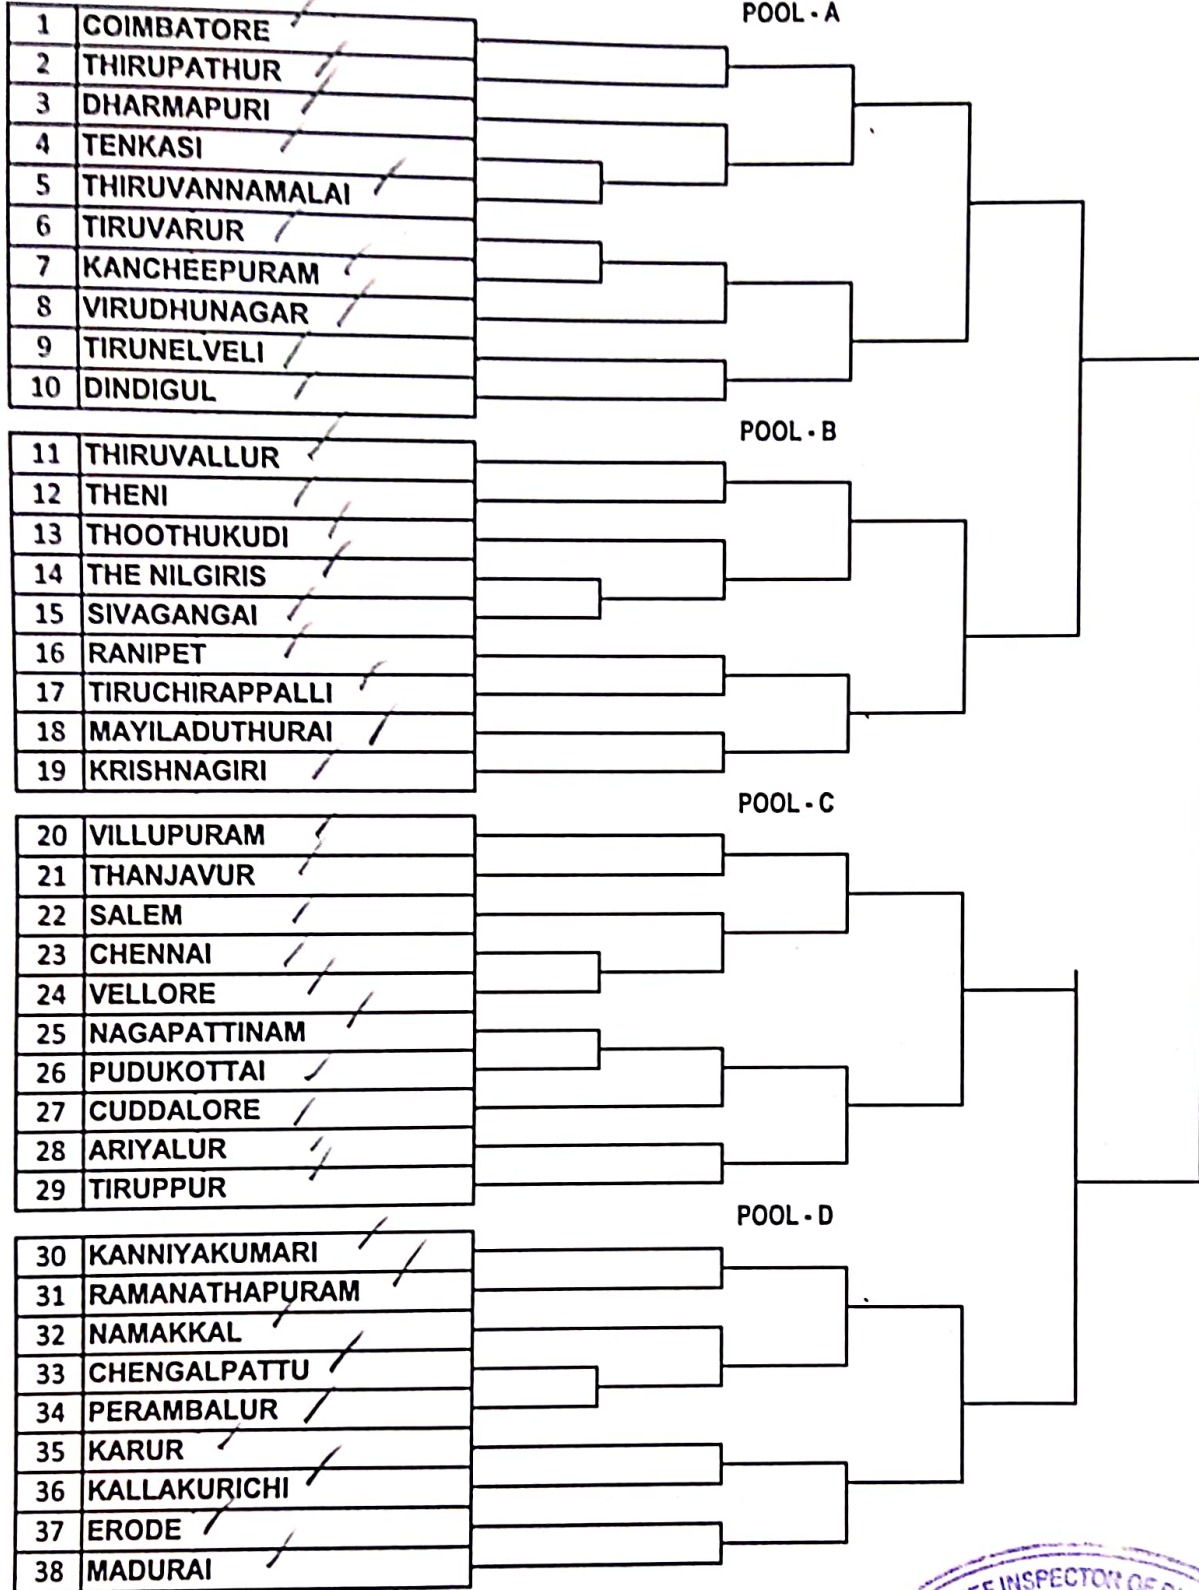 POOL - A
1 COIMBATORE
2 THIRUPATHUR
3 DHARMAPURI
4 TENKASI
5 THIRUVANNAMALAI
6 TIRUVARUR
7 KANCHEEPURAM
8 VIRUDHUNAGAR
9 TIRUNELVELI
10 DINDIGUL
POOL - B
11 THIRUVALLUR
12 THENI
13 THOOTHUKUDI
14 THE NILGIRIS
15 SIVAGANGAI
16 RANIPET
17 TIRUCHIRAPPALLI
18 MAYILADUTHURAI
19 KRISHNAGIRI
POOL - C
20 VILLUPURAM
21 THANJAVUR
22 SALEM
23 CHENNAI
24 VELLORE
25 NAGAPATTINAM
26 PUDUKOTTAI
27 CUDDALORE
28 ARIYALUR
29 TIRUPPUR
POOL - D
30 KANNIYAKUMARI
31 RAMANATHAPURAM
32 NAMAKKAL
33 CHENGALPATTU
34 PERAMBALUR
35 KARUR
36 KALLAKURICHI
37 ERODE
38 MADURAI
INSPECTOR OF